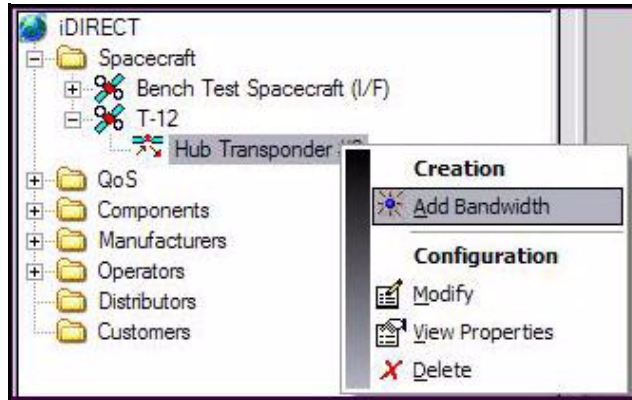 iDIRECT
Spacecraft
Bench Test Spacecraft (I/F)
T-12
Hub Transponder
QoS
Components
Manufacturers
Operators
Distributors
Customers
Creation
Add Bandwidth
Configuration
Modify
View Properties
Delete